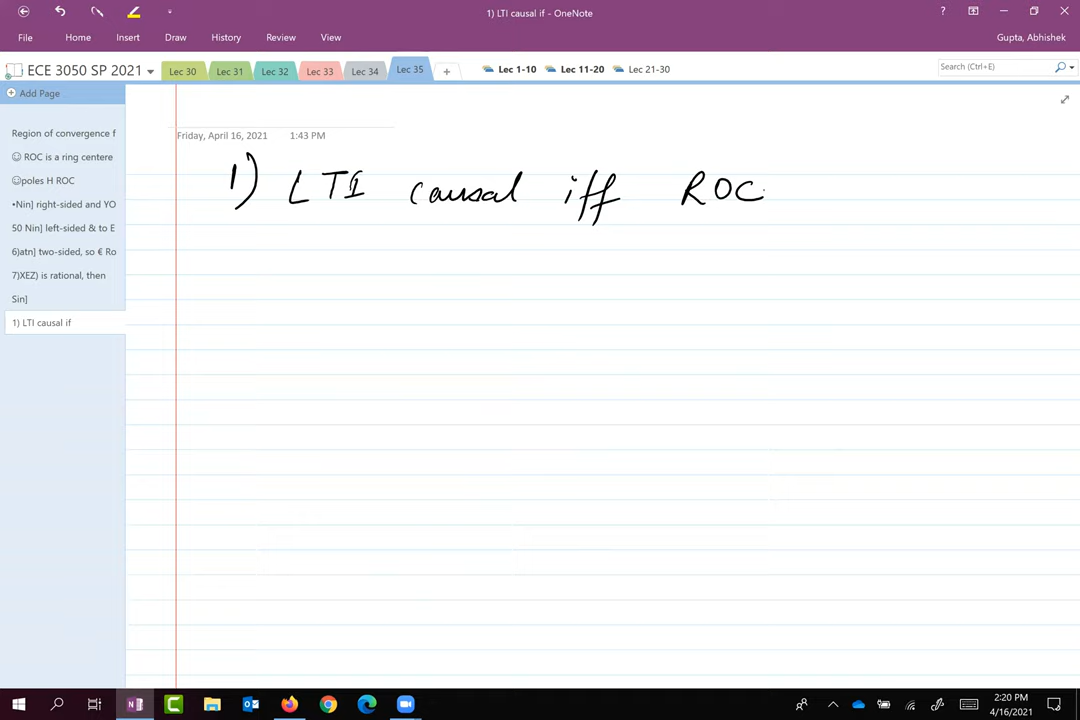 1) LTI causal if - OneNote
File Home Insert Draw History Review View
Gupta, Abhishek
ECE 3050 SP 2021
Lec 30 Lec 31 Lec 32 Lec 33 Lec 34 Lec 35
Lec 1-10 Lec 11-20 Lec 21-30
Search (Ctrl+E)
Add Page
Region of convergence f
ROC is a ring centere
poles H ROC
•Nin] right-sided and YO
50 Nin] left-sided & to E
6)atn] two-sided, so € Ro
7)XEZ) is rational, then
Sin]
1) LTI causal if
Friday, April 16, 2021 1:43 PM
1) LTI causal iff ROC
2:20 PM
4/16/2021